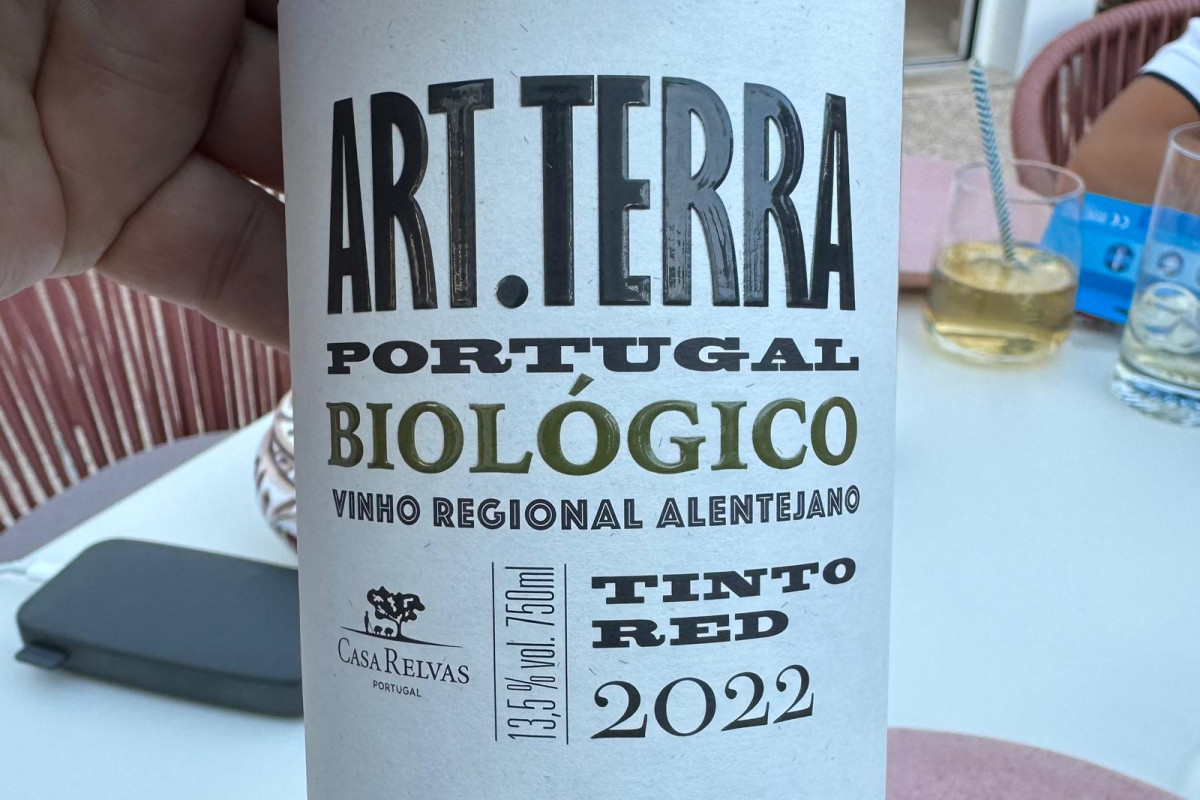 ART.TERRA
PORTUGAL
BIOLÓGICO
VINHO REGIONAL ALENTEJANO
CASA RELVAS
PORTUGAL
13,5 % vol. 750ml
TINTO
RED
2022